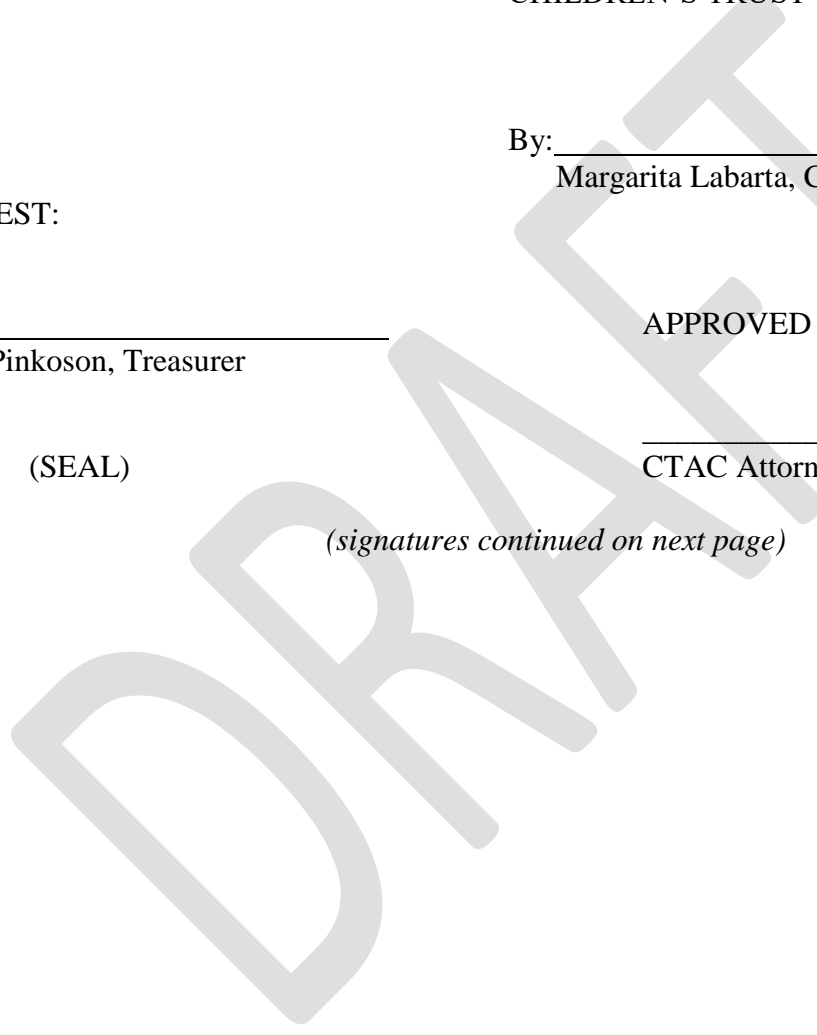 CHILDREN'S TRUST
By:
Margarita Labarta, C
EST:
APPROVED
Pinkoson, Treasurer
(SEAL)
CTAC Attorn
(signatures continued on next page)
DRAFT